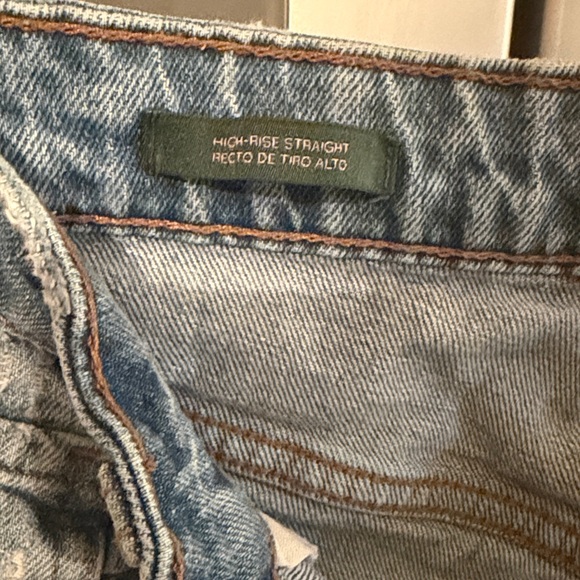 HIGH-RISE STRAIGHT
RECTO DE TIRO ALTO